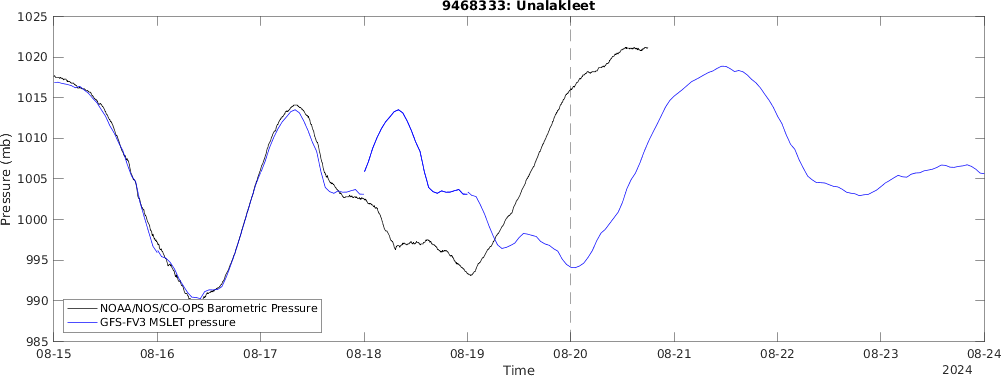 9468333: Unalakleet
Pressure (mb)
1025
1020
1015
1010
1005
1000
995
990
985
NOAA/NOS/CO-OPS Barometric Pressure
GFS-FV3 MSLET pressure
08-15 08-16 08-17 08-18 08-19 08-20 08-21 08-22 08-23 08-24
Time
2024